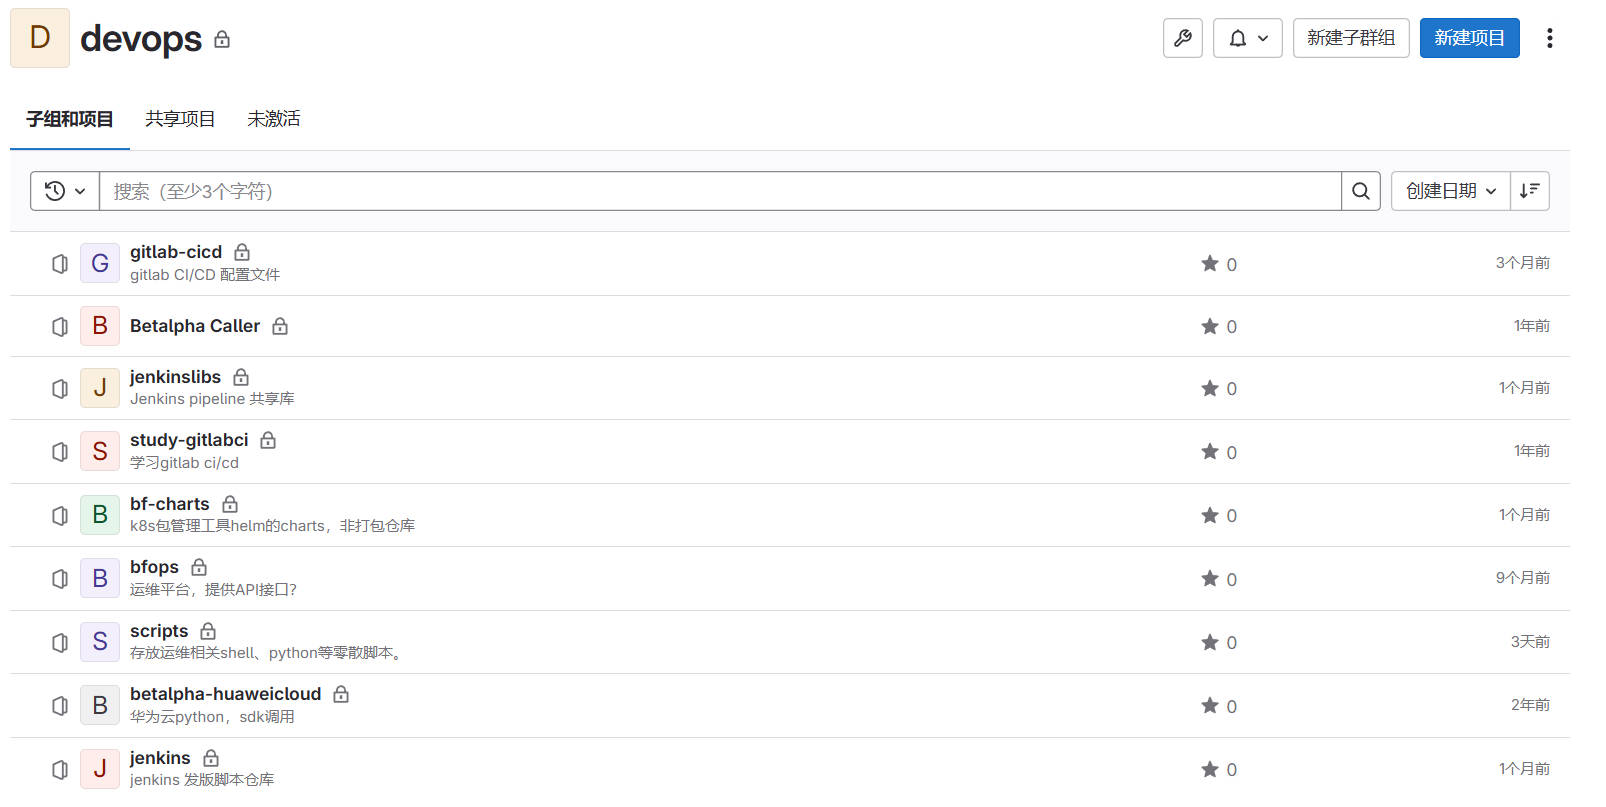 D devops
新建子群组 新建项目
子组和项目 共享项目 未激活
搜索（至少3个字符） 创建日期
G gitlab-cicd 0 3个月前
gitlab CI/CD 配置文件
B Betalpha Caller 0 1年前
J jenkinslibs 0 1个月前
Jenkins pipeline 共享库
S study-gitlabci 0 1年前
学习gitlab ci/cd
B bf-charts 0 1个月前
k8s包管理工具helm的charts，非打包仓库
B bfops 0 9个月前
运维平台，提供API接口?
S scripts 0 3天前
存放运维相关shell、python等零散脚本。
B betalpha-huaweicloud 0 2年前
华为云python，sdk调用
J jenkins 0 1个月前
jenkins 发版脚本仓库